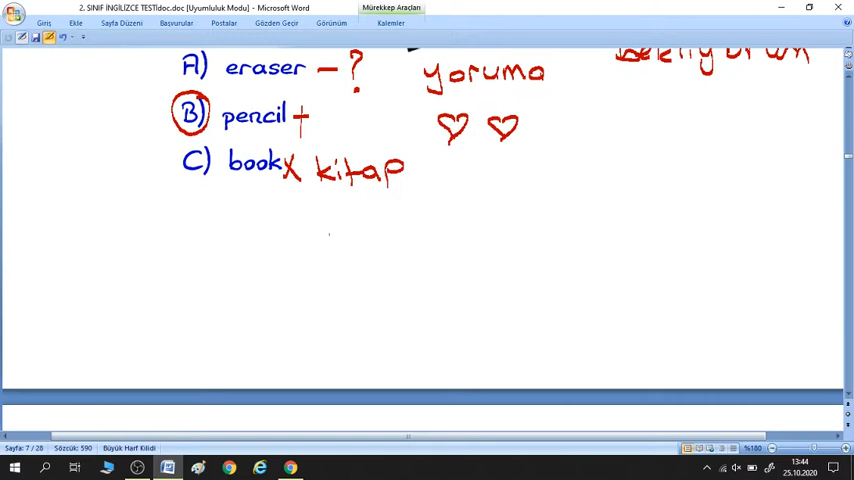 2. SINIF İNGİLİZCE TESTİdoc.doc [Uyumluluk Modu] - Microsoft Word
Mürekkep Araçları
Giriş Ekle Sayfa Düzeni Başvurular Postalar Gözden Geçir Görünüm Kalemler
Bekliyorum
A) eraser - ? yoruma
B) pencil +
C) book X kitap
Sayfa: 7 / 28 Sözcük: 590 Büyük Harf Kilidi %180
13:44
25.10.2020